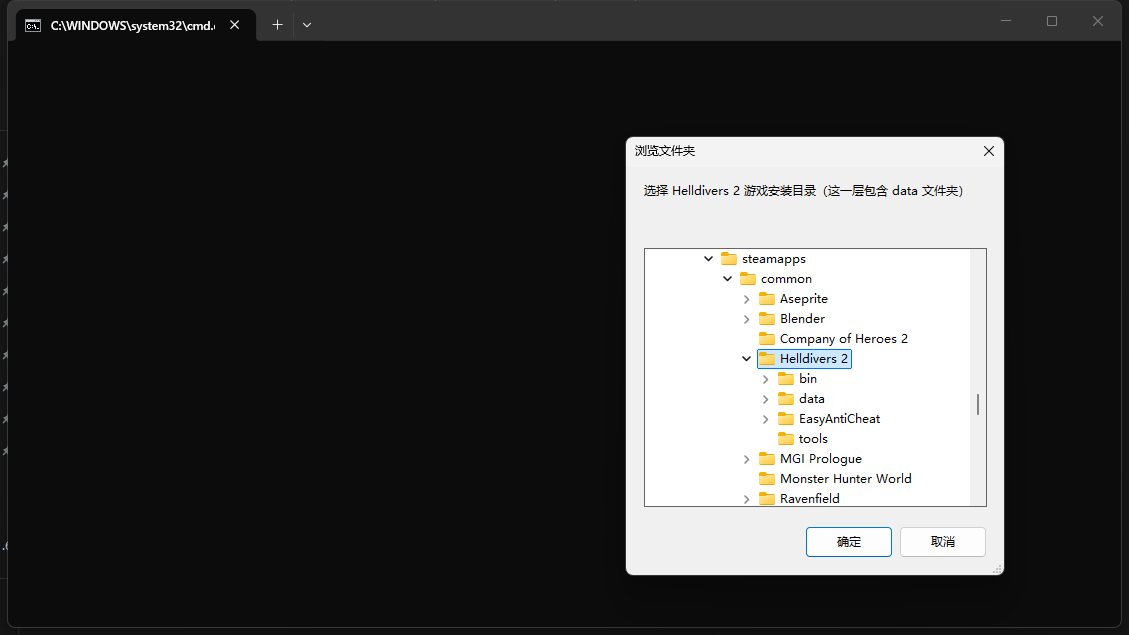 C:\WINDOWS\system32\cmd.
浏览文件夹
选择 Helldivers 2 游戏安装目录（这一层包含 data 文件夹）
steamapps
common
Aseprite
Blender
Company of Heroes 2
Helldivers 2
bin
data
EasyAntiCheat
tools
MGI Prologue
Monster Hunter World
Ravenfield
确定
取消